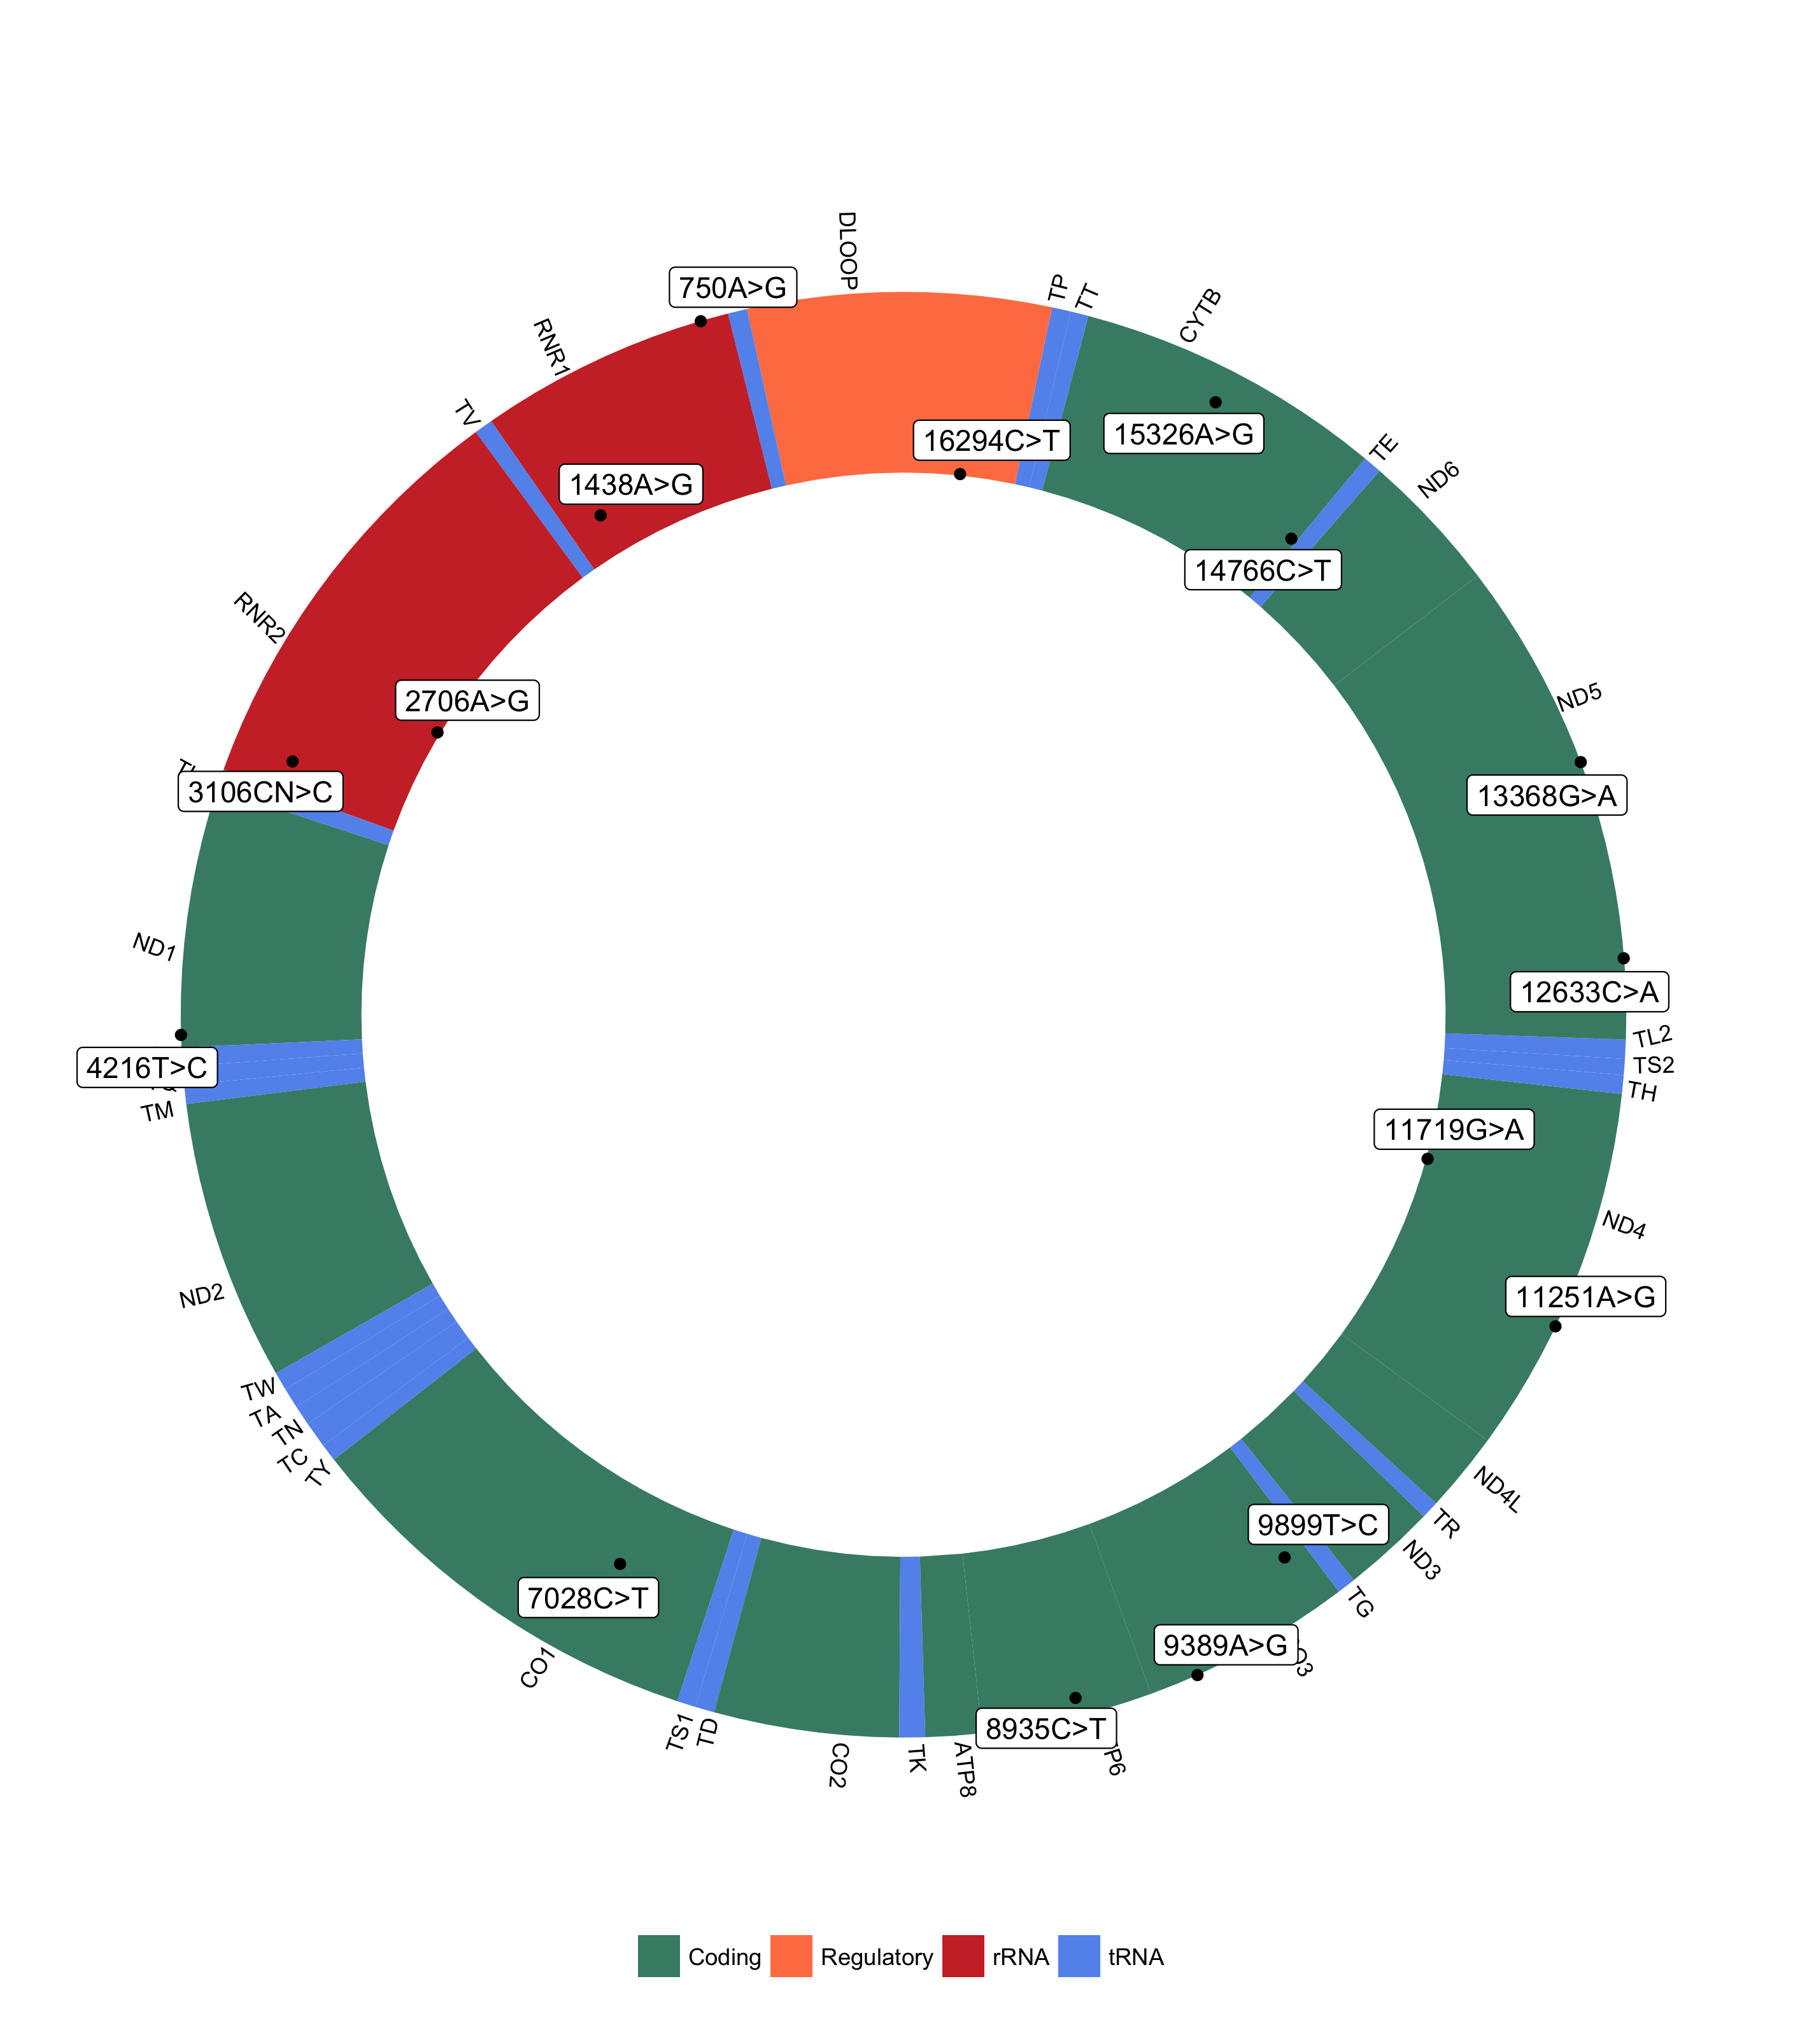 DLOOP
TP
TT
CYTB
TE
ND6
ND5
TL2
TS2
TH
ND4
ND4L
TR
ND3
TG
ATP8
TK
CO2
TD
TS1
CO1
TY
TC
TN
TA
TW
ND2
TM
ND1
RNR2
TV
RNR1
750A>G
16294C>T
15326A>G
1438A>G
14766C>T
2706A>G
3106CN>C
13368G>A
12633C>A
4216T>C
11719G>A
11251A>G
9899T>C
7028C>T
9389A>G
8935C>T
Coding
Regulatory
rRNA
tRNA